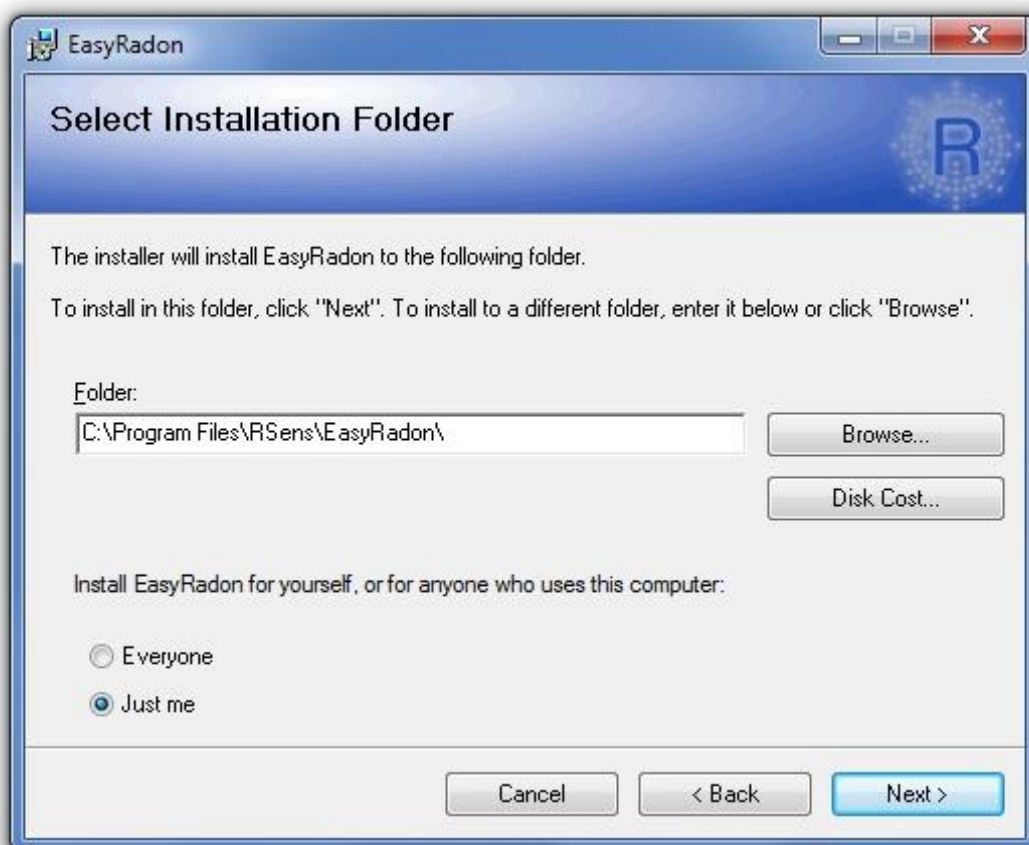 EasyRadon
Select Installation Folder
R
The installer will install EasyRadon to the following folder.
To install in this folder, click "Next". To install to a different folder, enter it below or click "Browse".
Folder:
C:\Program Files\RSens\EasyRadon\
Browse...
Disk Cost...
Install EasyRadon for yourself, or for anyone who uses this computer:
Everyone
Just me
Cancel
< Back
Next >